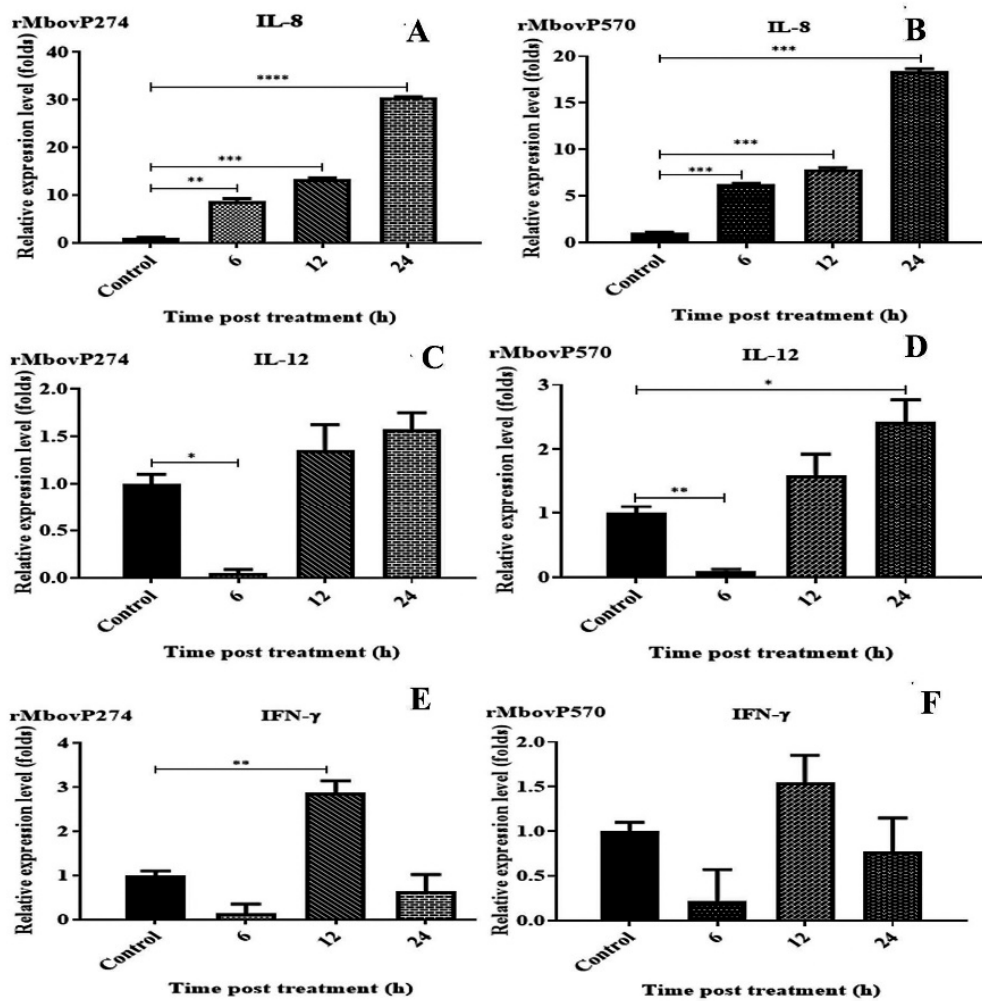 rMbovP274 IL-8 A
Relative expression level (folds)
40
30
20
10
0
****
***
**
Control 6 12 24
Time post treatment (h)
rMbovP570 IL-8 B
Relative expression level (folds)
20
15
10
5
0
***
***
***
Control 6 12 24
Time post treatment (h)
rMbovP274 IL-12 C
Relative expression level (folds)
2.0
1.5
1.0
0.5
0.0
*
Control 6 12 24
Time post treatment (h)
rMbovP570 IL-12 D
Relative expression level (folds)
3
2
1
0
*
**
Control 6 12 24
Time post treatment (h)
rMbovP274 IFN-γ E
Relative expression level (folds)
4
3
2
1
0
**
Control 6 12 24
Time post treatment (h)
rMbovP570 IFN-γ F
Relative expression level (folds)
2.0
1.5
1.0
0.5
0.0
Control 6 12 24
Time post treatment (h)